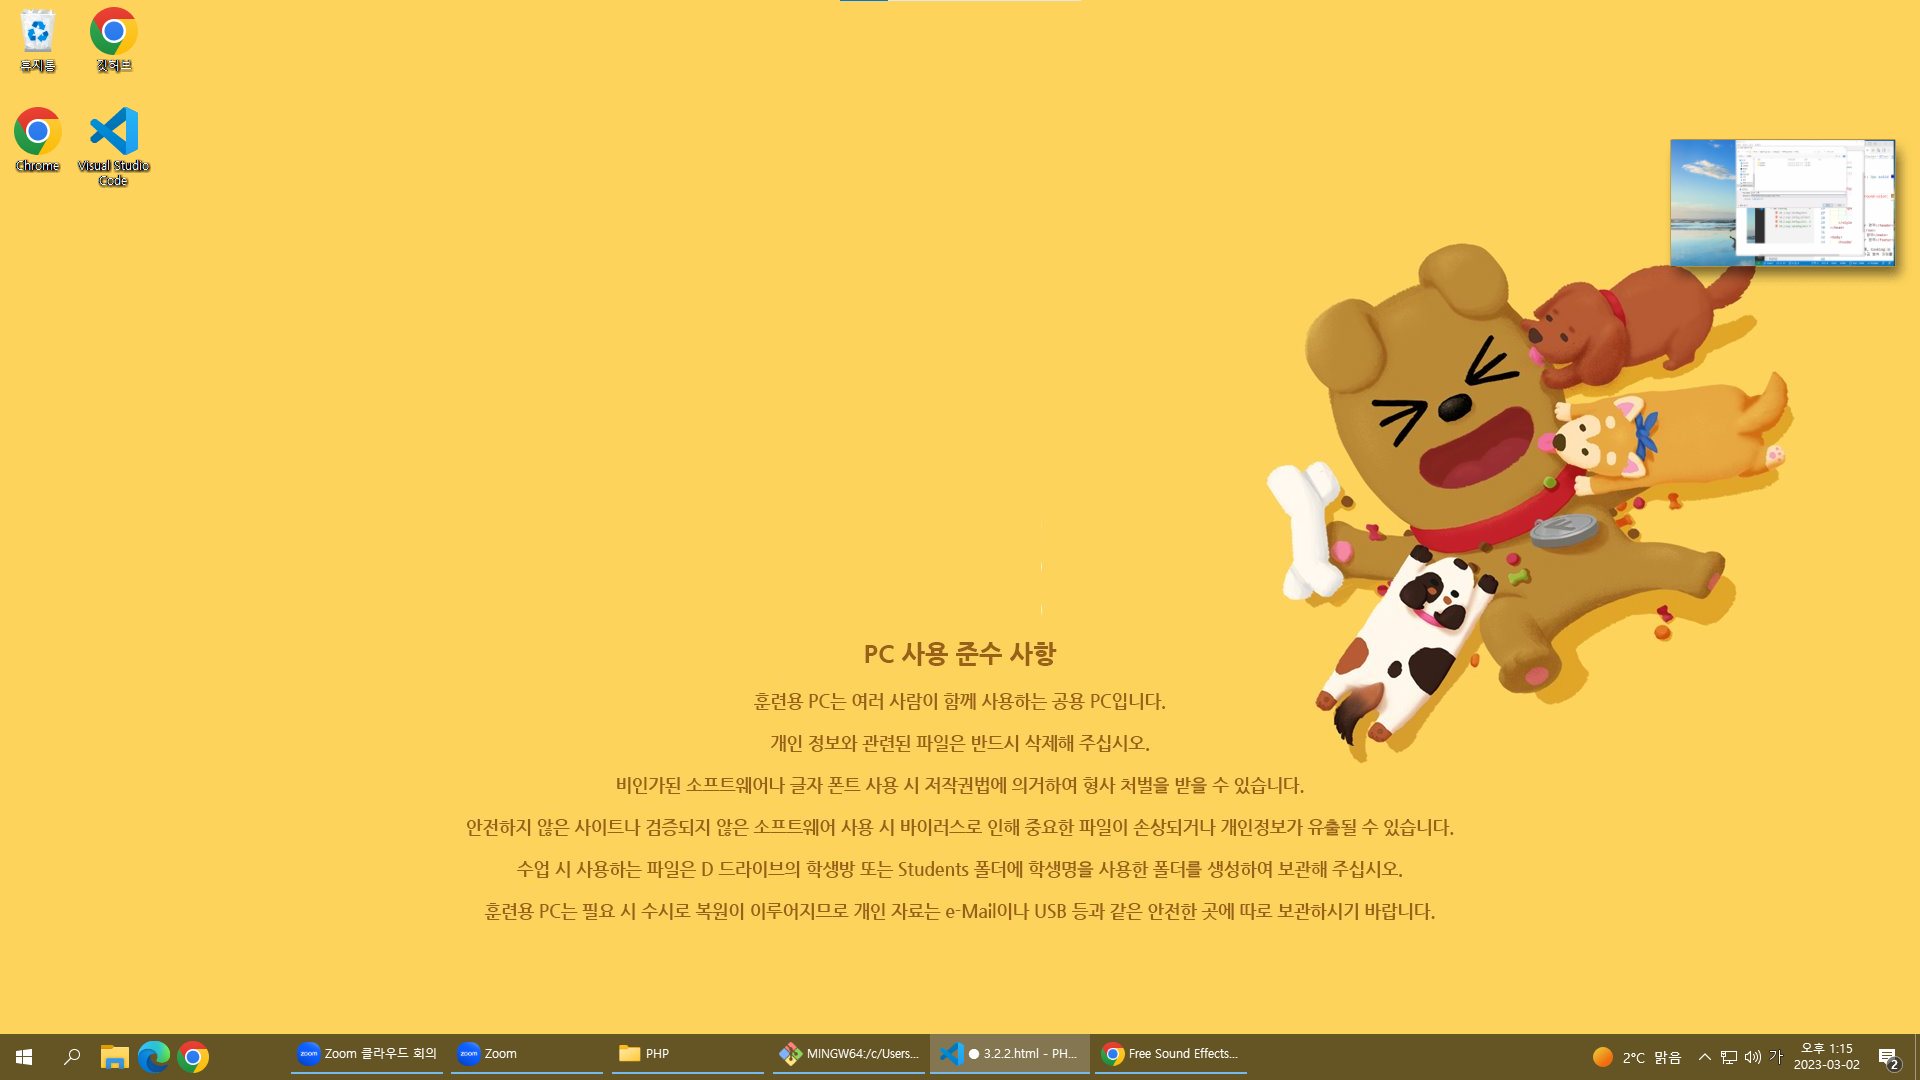 휴지통
깃허브
Chrome
Visual Studio
Code
PC 사용 준수 사항
훈련용 PC는 여러 사람이 함께 사용하는 공용 PC입니다.
개인 정보와 관련된 파일은 반드시 삭제해 주십시오.
비인가된 소프트웨어나 글자 폰트 사용 시 저작권법에 의거하여 형사 처벌을 받을 수 있습니다.
안전하지 않은 사이트나 검증되지 않은 소프트웨어 사용 시 바이러스로 인해 중요한 파일이 손상되거나 개인정보가 유출될 수 있습니다.
수업 시 사용하는 파일은 D 드라이브의 학생방 또는 Students 폴더에 학생명을 사용한 폴더를 생성하여 보관해 주십시오.
훈련용 PC는 필요 시 수시로 복원이 이루어지므로 개인 자료는 e-Mail이나 USB 등과 같은 안전한 곳에 따로 보관하시기 바랍니다.
zoom Zoom 클라우드 회의
zoom Zoom
PHP
MINGW64:/c/Users...
● 3.2.2.html - PH...
Free Sound Effects...
2°C 맑음
가
오후 1:15
2023-03-02
2